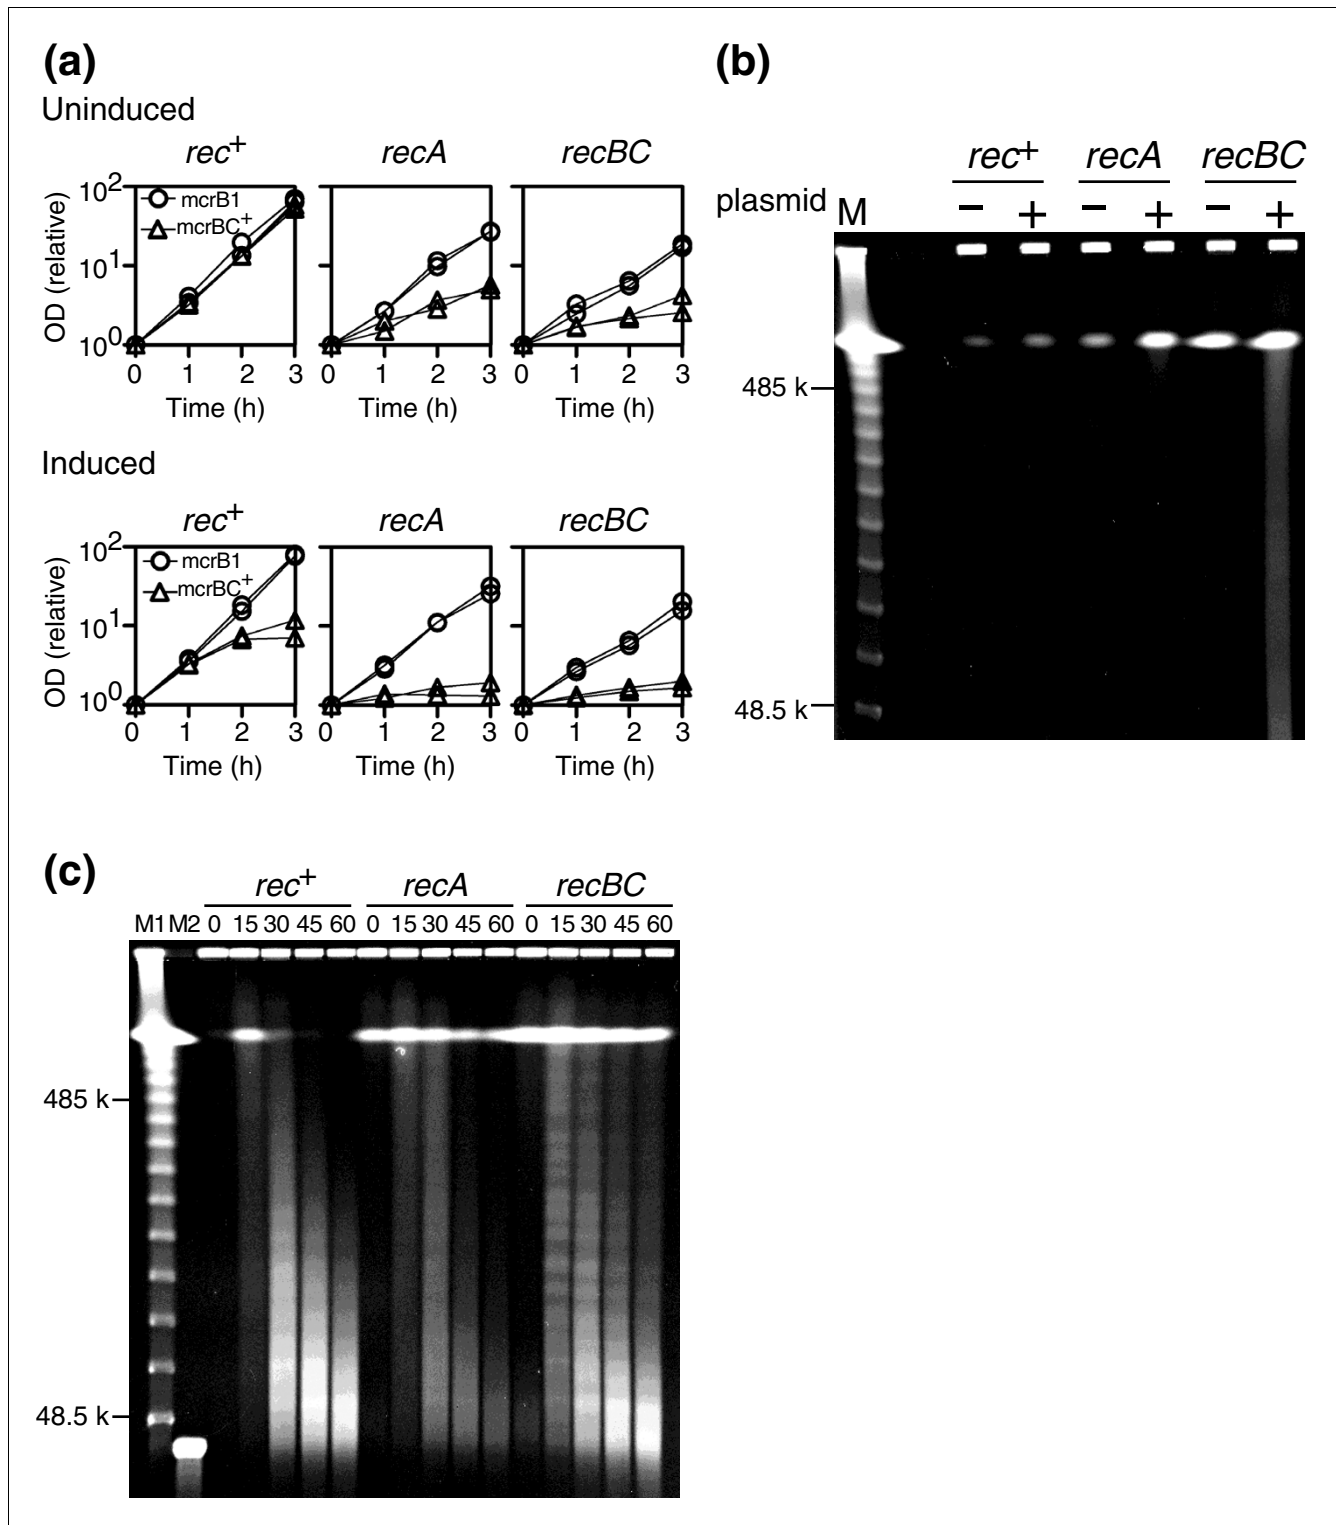 (a)
Uninduced
rec+ recA recBC
10² 10¹ 10⁰
OD (relative)
mcrB1
mcrBC+
0 1 2 3 0 1 2 3 0 1 2 3
Time (h) Time (h) Time (h)
Induced
rec+ recA recBC
10² 10¹ 10⁰
OD (relative)
mcrB1
mcrBC+
0 1 2 3 0 1 2 3 0 1 2 3
Time (h) Time (h) Time (h)
(b)
rec+ recA recBC
plasmid M − + − + − +
485 k
48.5 k
(c)
rec+ recA recBC
M1 M2 0 15 30 45 60 0 15 30 45 60 0 15 30 45 60
485 k
48.5 k